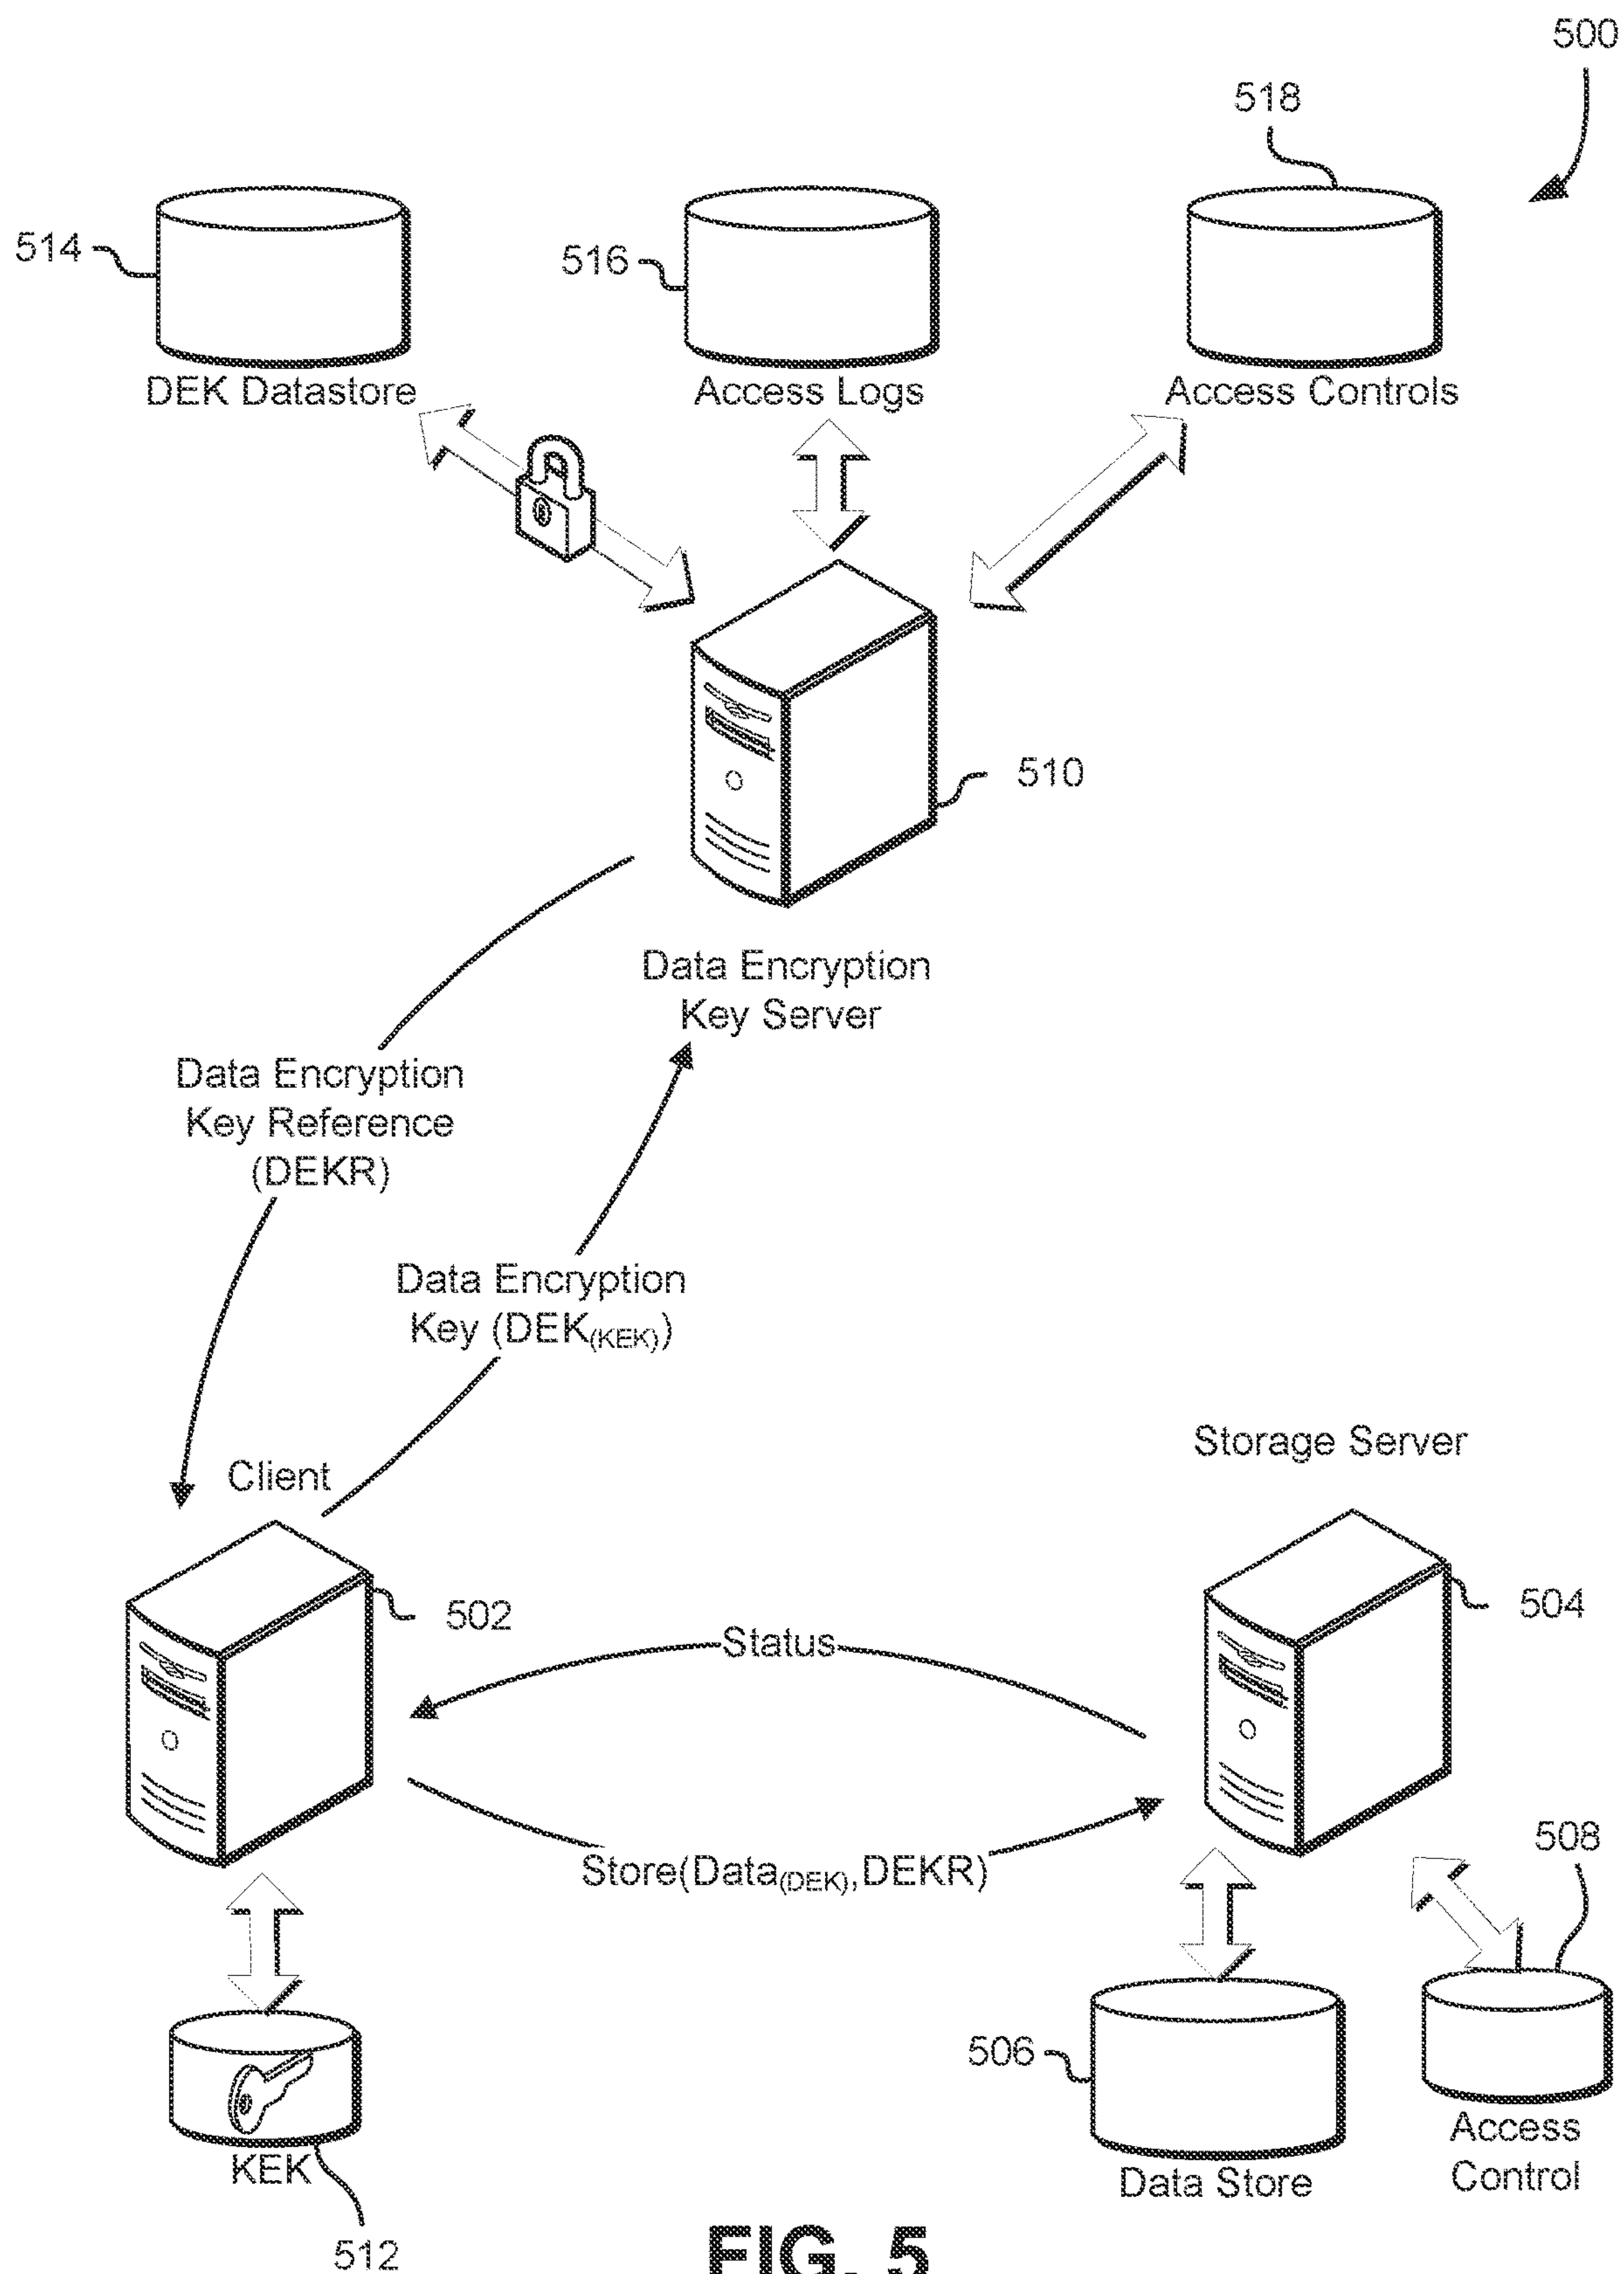 500
518
514
516
DEK Datastore
Access Logs
Access Controls
510
Data Encryption
Key Server
Data Encryption
Key Reference
(DEKR)
Data Encryption
Key (DEK(KEK))
Storage Server
Client
502
504
Status
508
Store(Data(DEK),DEKR)
506
Access
Control
KEK
Data Store
512
FIG. 5